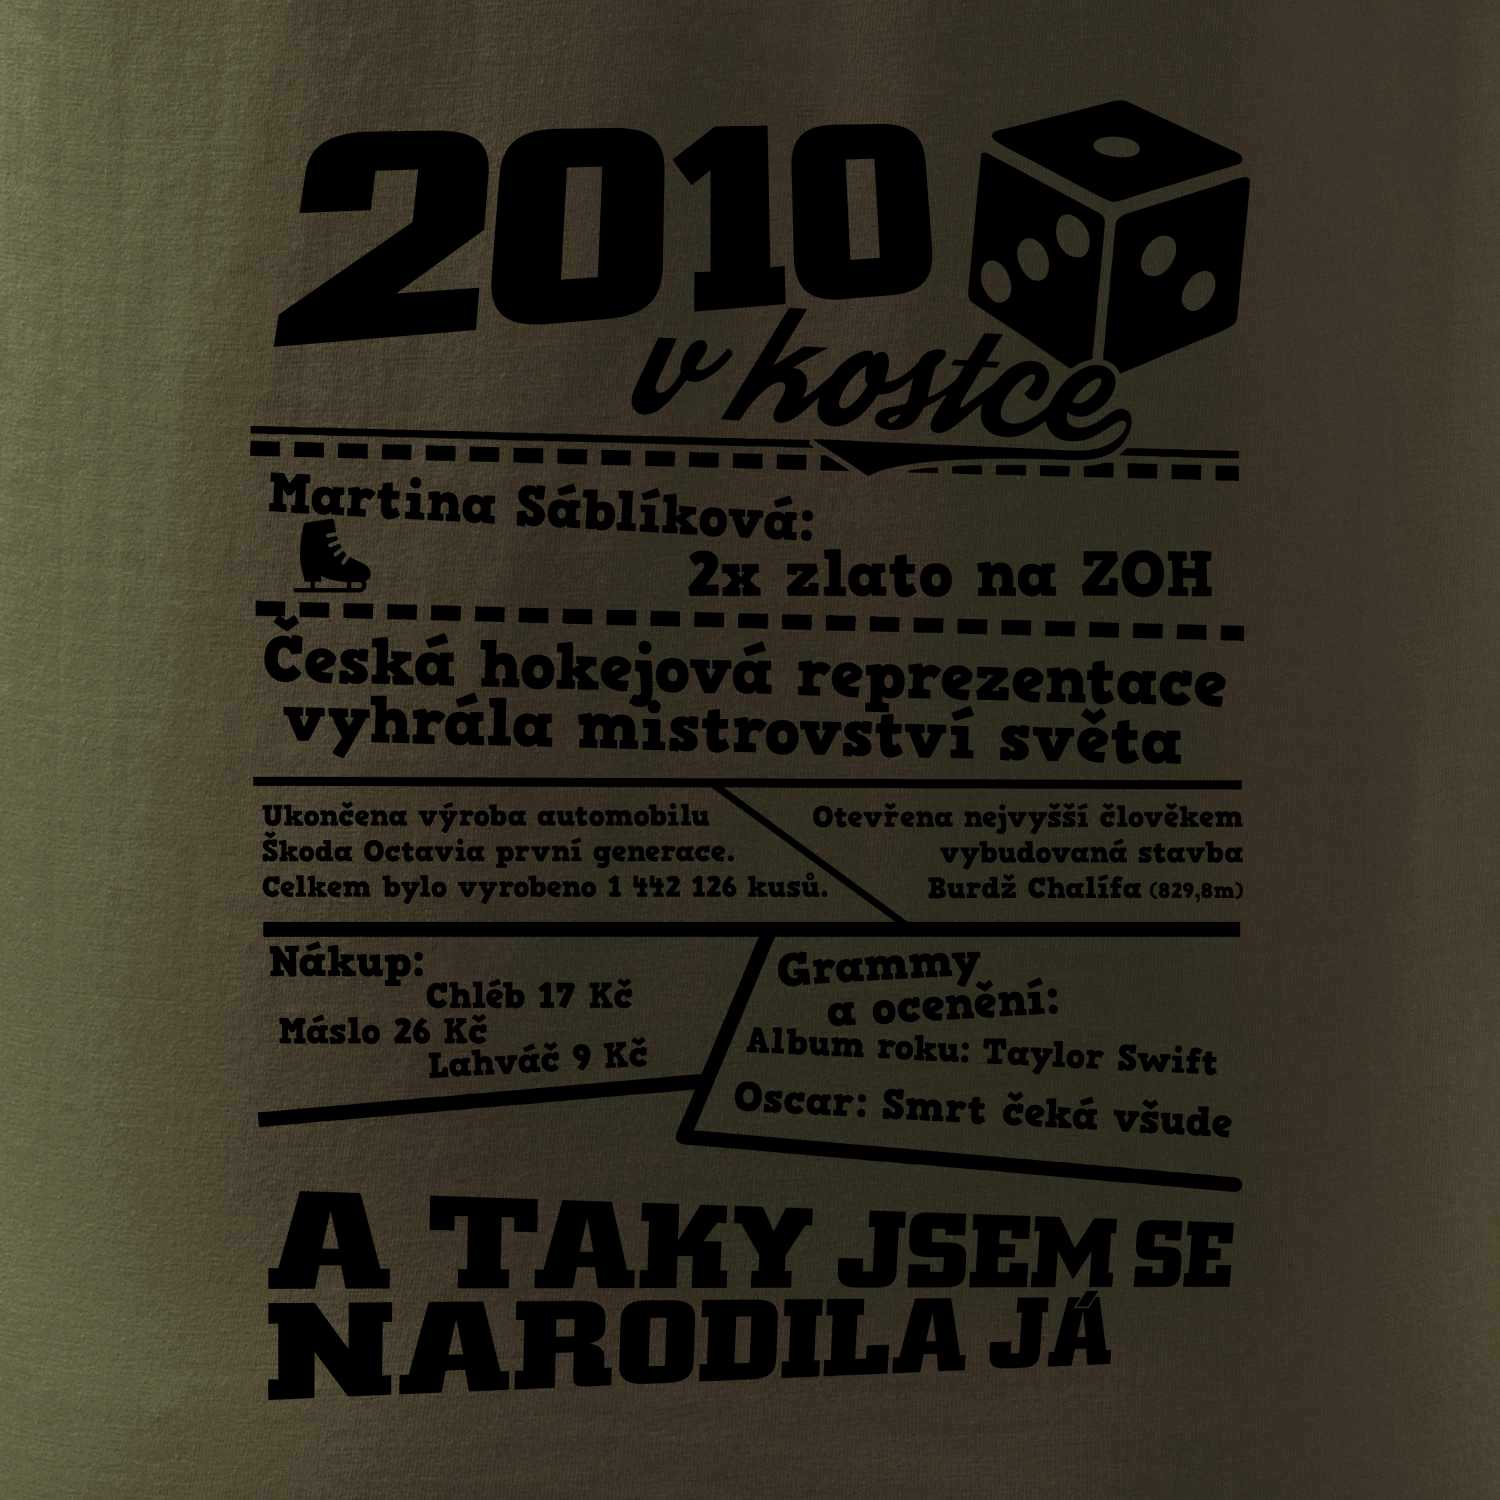 2010
v kostce
Martina Sáblíková:
2x zlato na ZOH
Česká hokejová reprezentace
vyhrála mistrovství světa
Ukončena výroba automobilu
Škoda Octavia první generace.
Celkem bylo vyrobeno 1 442 126 kusů.
Otevřena nejvyšší člověkem
vybudovaná stavba
Burdž Chalífa (829,8m)
Nákup:
Chléb 17 Kč
Máslo 26 Kč
Lahváč 9 Kč
Grammy
a ocenění:
Album roku: Taylor Swift
Oscar: Smrt čeká všude
A TAKY JSEM SE
NARODILA JÁ